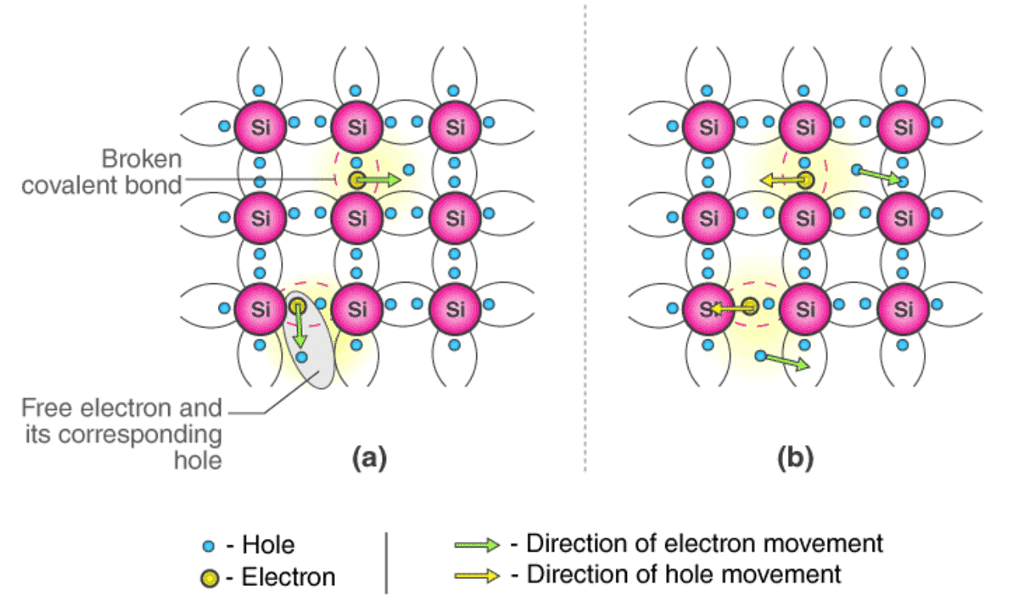 Si Si Si Si Si Si
Broken
covalent bond
Si Si Si Si Si Si
Si Si Si Si Si Si
Free electron and
its corresponding
hole
(a) (b)
- Hole
- Electron
- Direction of electron movement
- Direction of hole movement